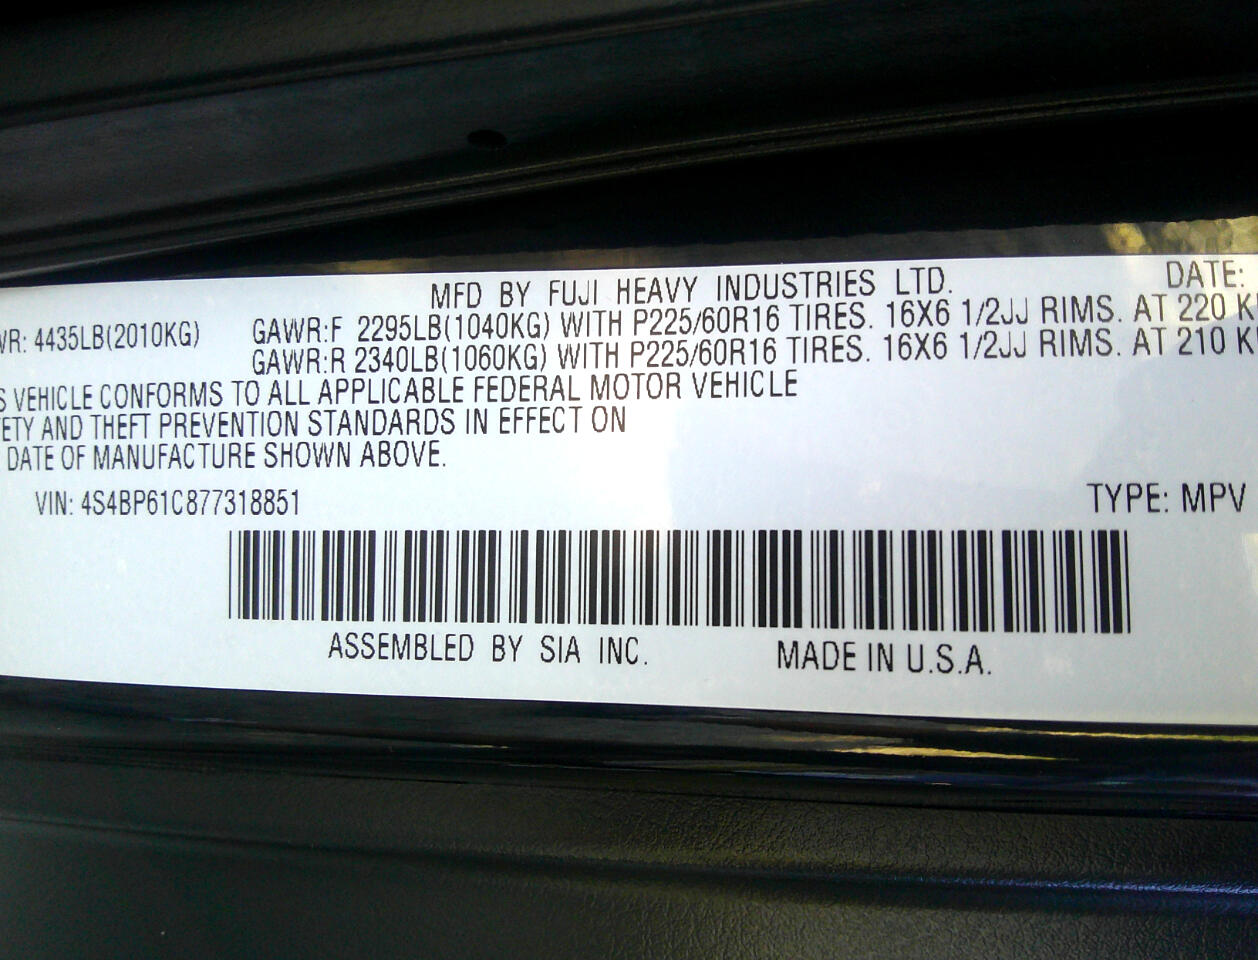 MFD BY FUJI HEAVY INDUSTRIES LTD. DATE:
WR: 4435LB(2010KG) GAWR:F 2295LB(1040KG) WITH P225/60R16 TIRES. 16X6 1/2JJ RIMS. AT 220 K
GAWR:R 2340LB(1060KG) WITH P225/60R16 TIRES. 16X6 1/2JJ RIMS. AT 210 K
S VEHICLE CONFORMS TO ALL APPLICABLE FEDERAL MOTOR VEHICLE
ETY AND THEFT PREVENTION STANDARDS IN EFFECT ON
DATE OF MANUFACTURE SHOWN ABOVE.
VIN: 4S4BP61C877318851 TYPE: MPV
ASSEMBLED BY SIA INC. MADE IN U.S.A.